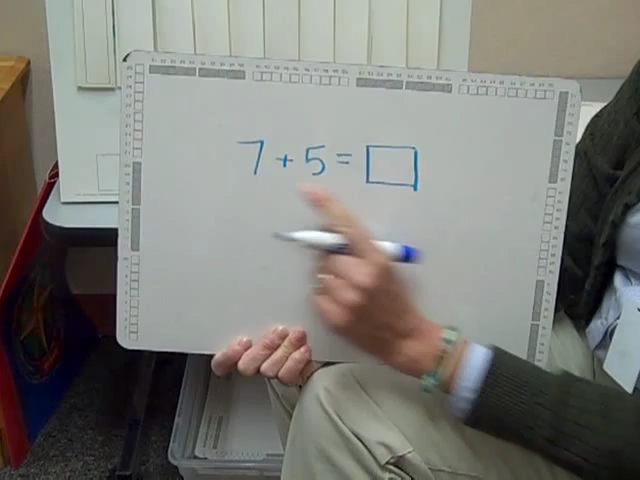 7 + 5 = □